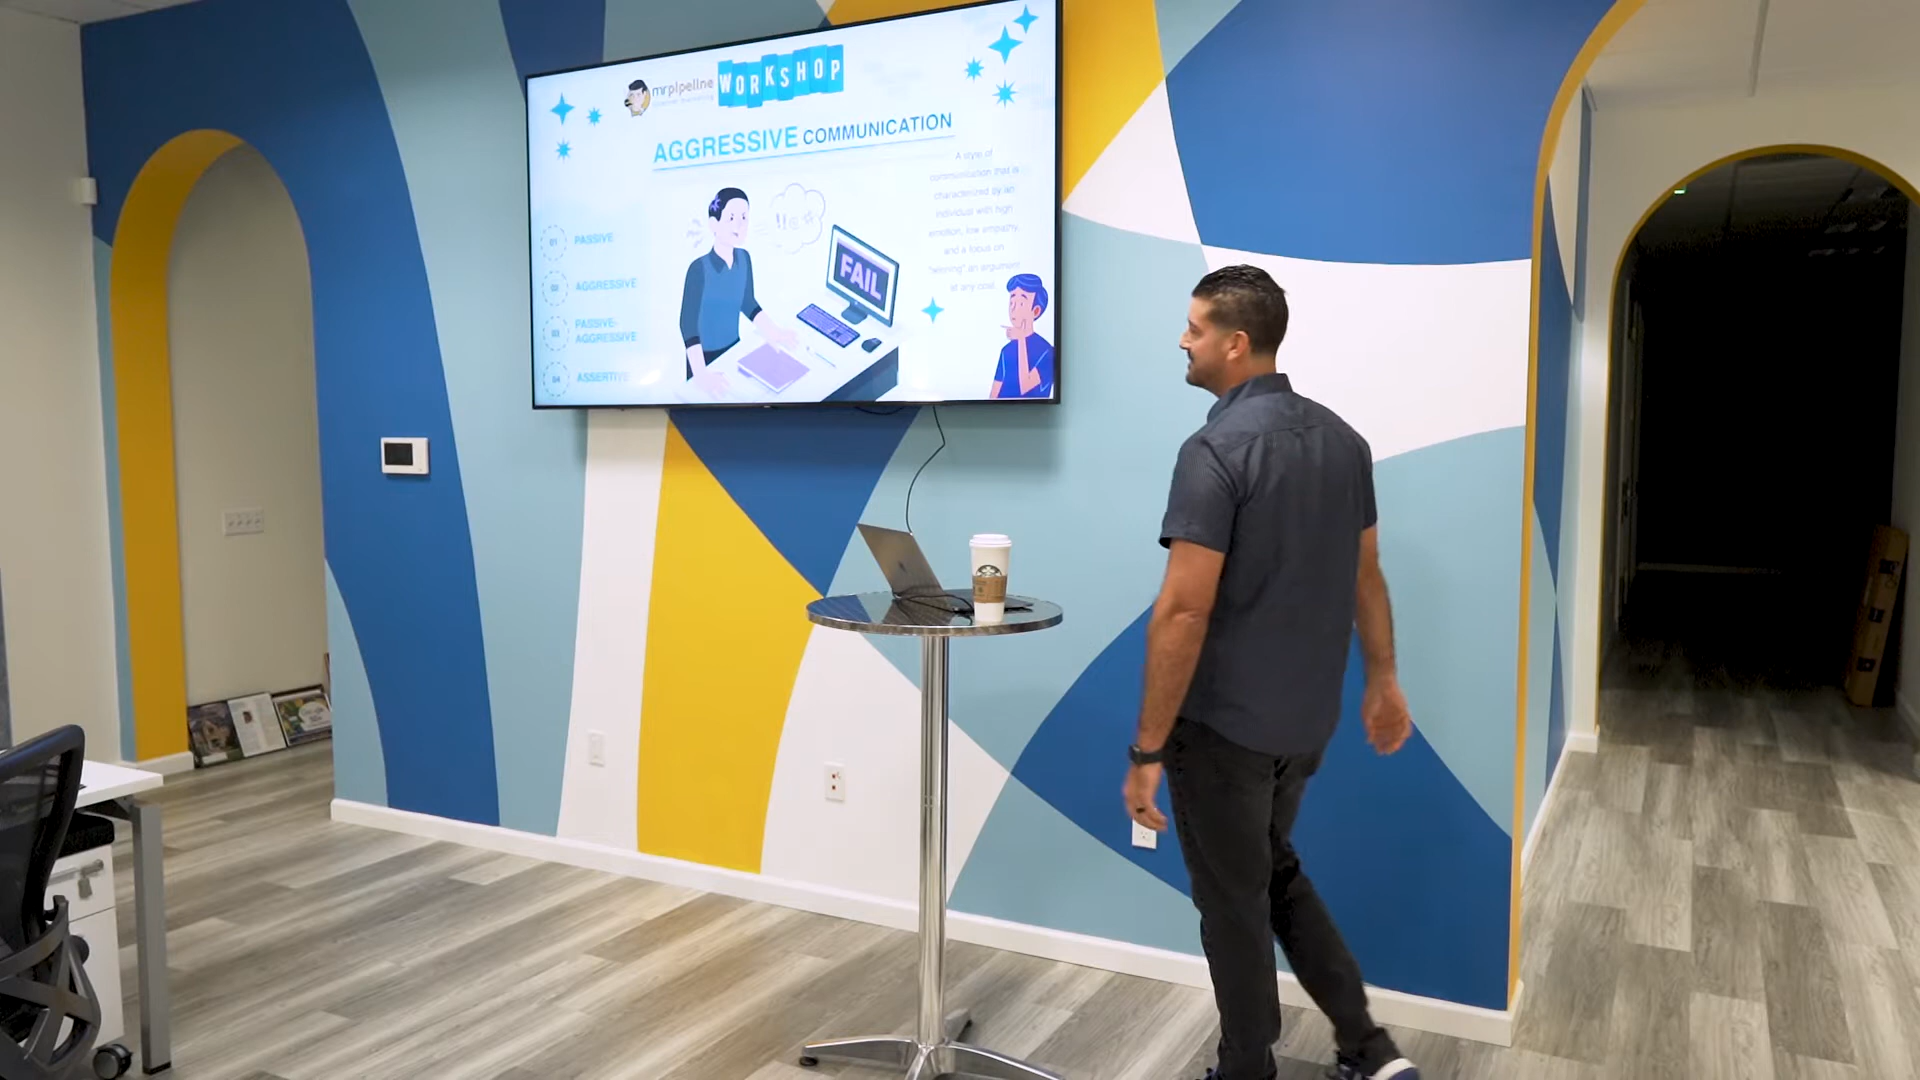 mrpipeline
WORKSHOP
AGGRESSIVE COMMUNICATION
A style of
communication that is
characterized by an
individual with high
emotion, low empathy,
and a focus on
"winning" an argument
at any cost.
!!@
FAIL
01 PASSIVE
02 AGGRESSIVE
03 PASSIVE-
AGGRESSIVE
04 ASSERTIVE